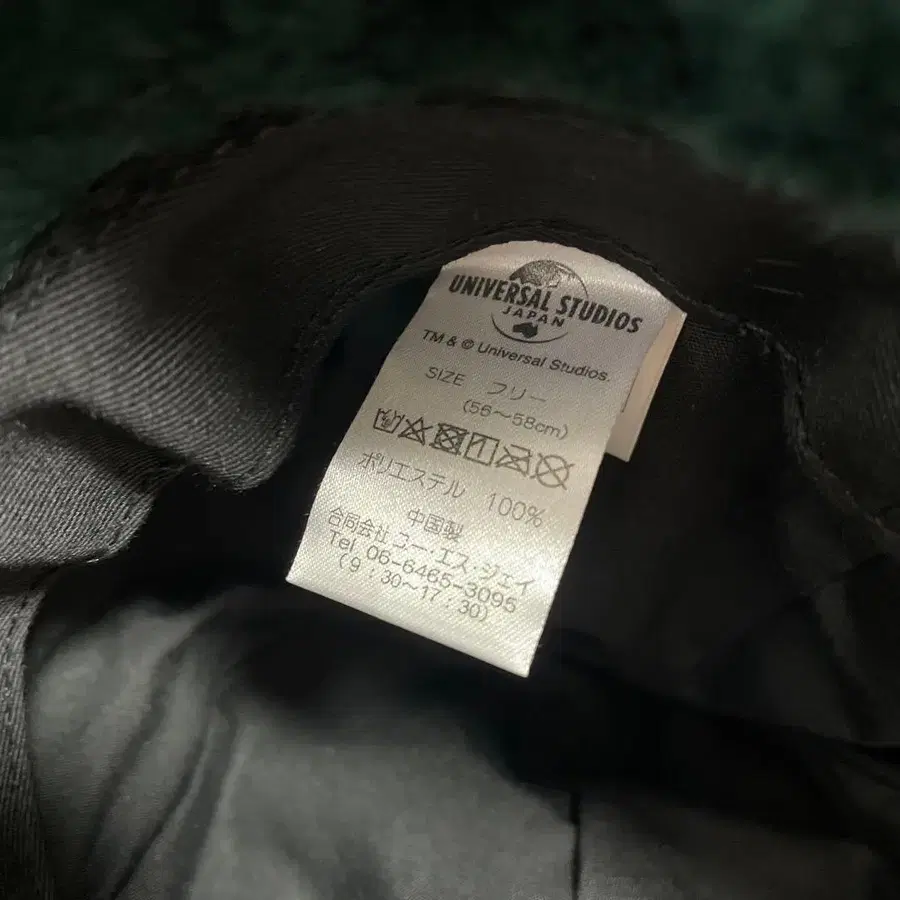 UNIVERSAL STUDIOS
JAPAN
TM & © Universal Studios.
SIZE フリー
(56～58cm)
ポリエステル 100%
中国製
合同会社 ユー・エス・ジェイ
Tel 06-6465-3095
(9:30～17:30)